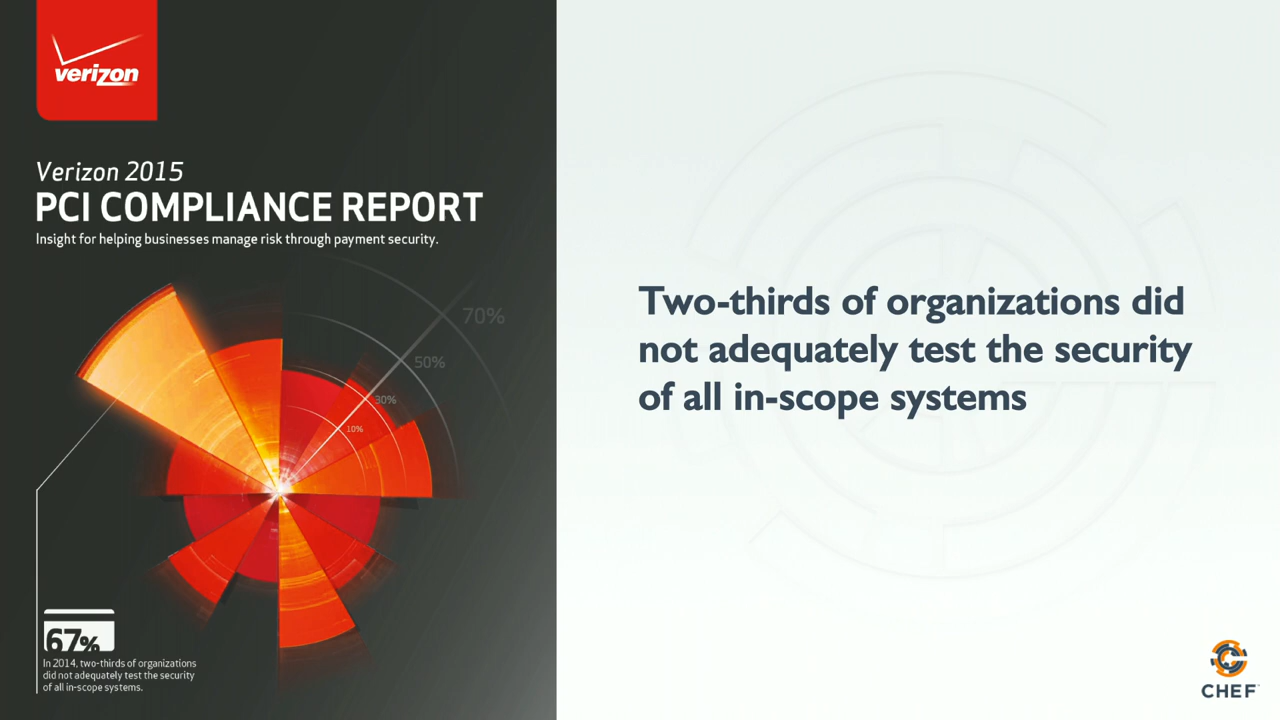 verizon
Verizon 2015
PCI COMPLIANCE REPORT
Insight for helping businesses manage risk through payment security.
70%
50%
30%
10%
67%
In 2014, two-thirds of organizations
did not adequately test the security
of all in-scope systems.
Two-thirds of organizations did
not adequately test the security
of all in-scope systems
CHEF